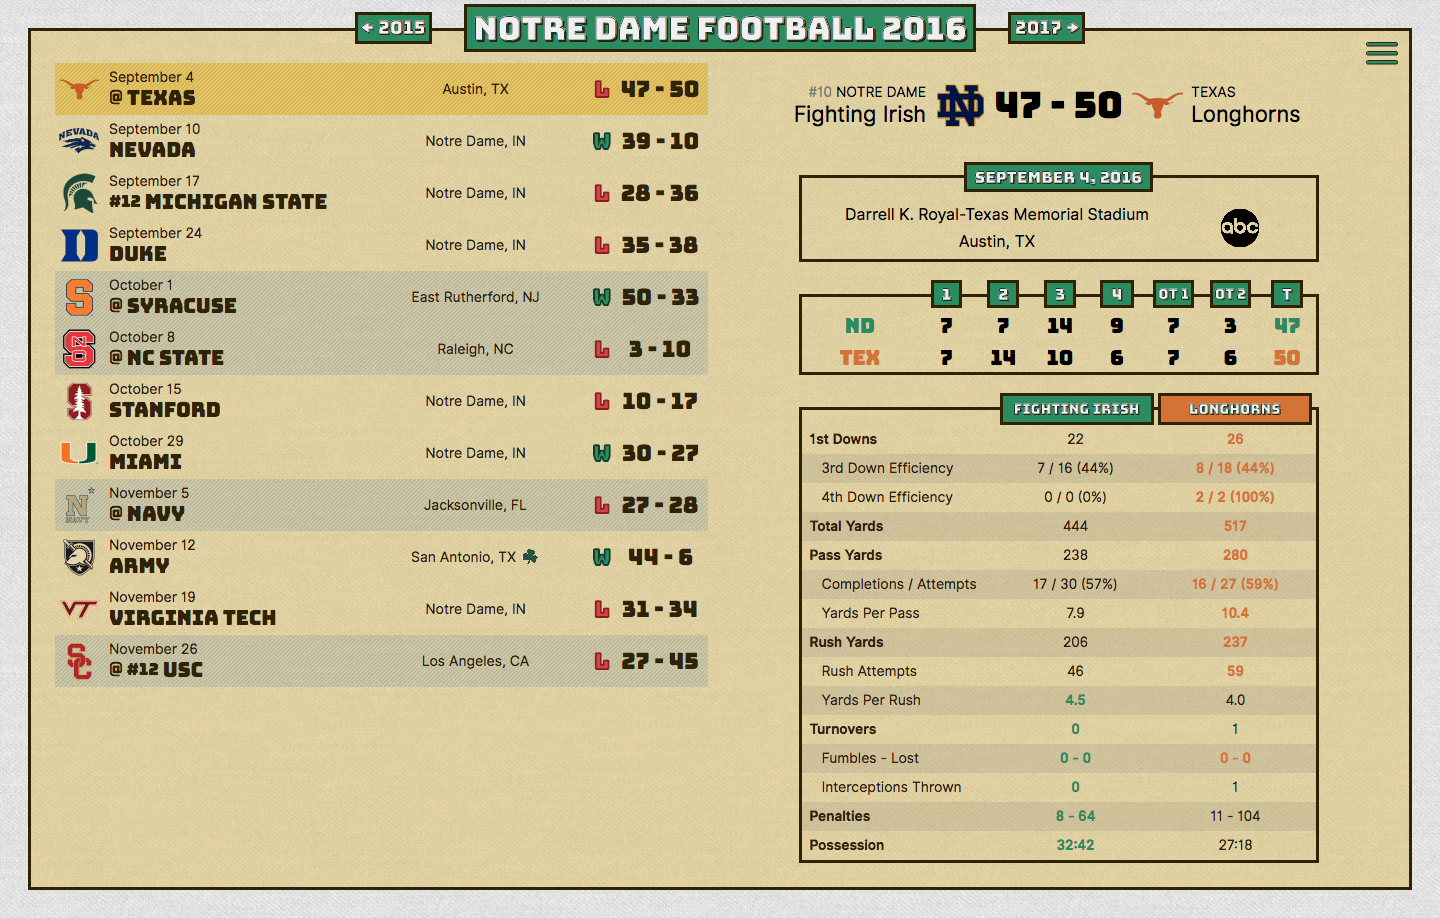 ← 2015
NOTRE DAME FOOTBALL 2016
2017 →
September 4
@ TEXAS
Austin, TX
L 47 - 50
NEVADA
September 10
NEVADA
Notre Dame, IN
W 39 - 10
September 17
#12 MICHIGAN STATE
Notre Dame, IN
L 28 - 36
D
September 24
DUKE
Notre Dame, IN
L 35 - 38
S
October 1
@ SYRACUSE
East Rutherford, NJ
W 50 - 33
S
October 8
@ NC STATE
Raleigh, NC
L 3 - 10
S
October 15
STANFORD
Notre Dame, IN
L 10 - 17
U
October 29
MIAMI
Notre Dame, IN
W 30 - 27
N
NAVY
November 5
@ NAVY
Jacksonville, FL
L 27 - 28
November 12
ARMY
San Antonio, TX
W 44 - 6
VT
November 19
VIRGINIA TECH
Notre Dame, IN
L 31 - 34
SC
November 26
@ #12 USC
Los Angeles, CA
L 27 - 45
#10 NOTRE DAME
Fighting Irish
ND
47 - 50
TEXAS
Longhorns
SEPTEMBER 4, 2016
Darrell K. Royal-Texas Memorial Stadium
Austin, TX
abc
1 2 3 4 OT 1 OT 2 T
ND 7 7 14 9 7 3 47
TEX 7 14 10 6 7 6 50
FIGHTING IRISH LONGHORNS
1st Downs 22 26
3rd Down Efficiency 7 / 16 (44%) 8 / 18 (44%)
4th Down Efficiency 0 / 0 (0%) 2 / 2 (100%)
Total Yards 444 517
Pass Yards 238 280
Completions / Attempts 17 / 30 (57%) 16 / 27 (59%)
Yards Per Pass 7.9 10.4
Rush Yards 206 237
Rush Attempts 46 59
Yards Per Rush 4.5 4.0
Turnovers 0 1
Fumbles - Lost 0 - 0 0 - 0
Interceptions Thrown 0 1
Penalties 8 - 64 11 - 104
Possession 32:42 27:18